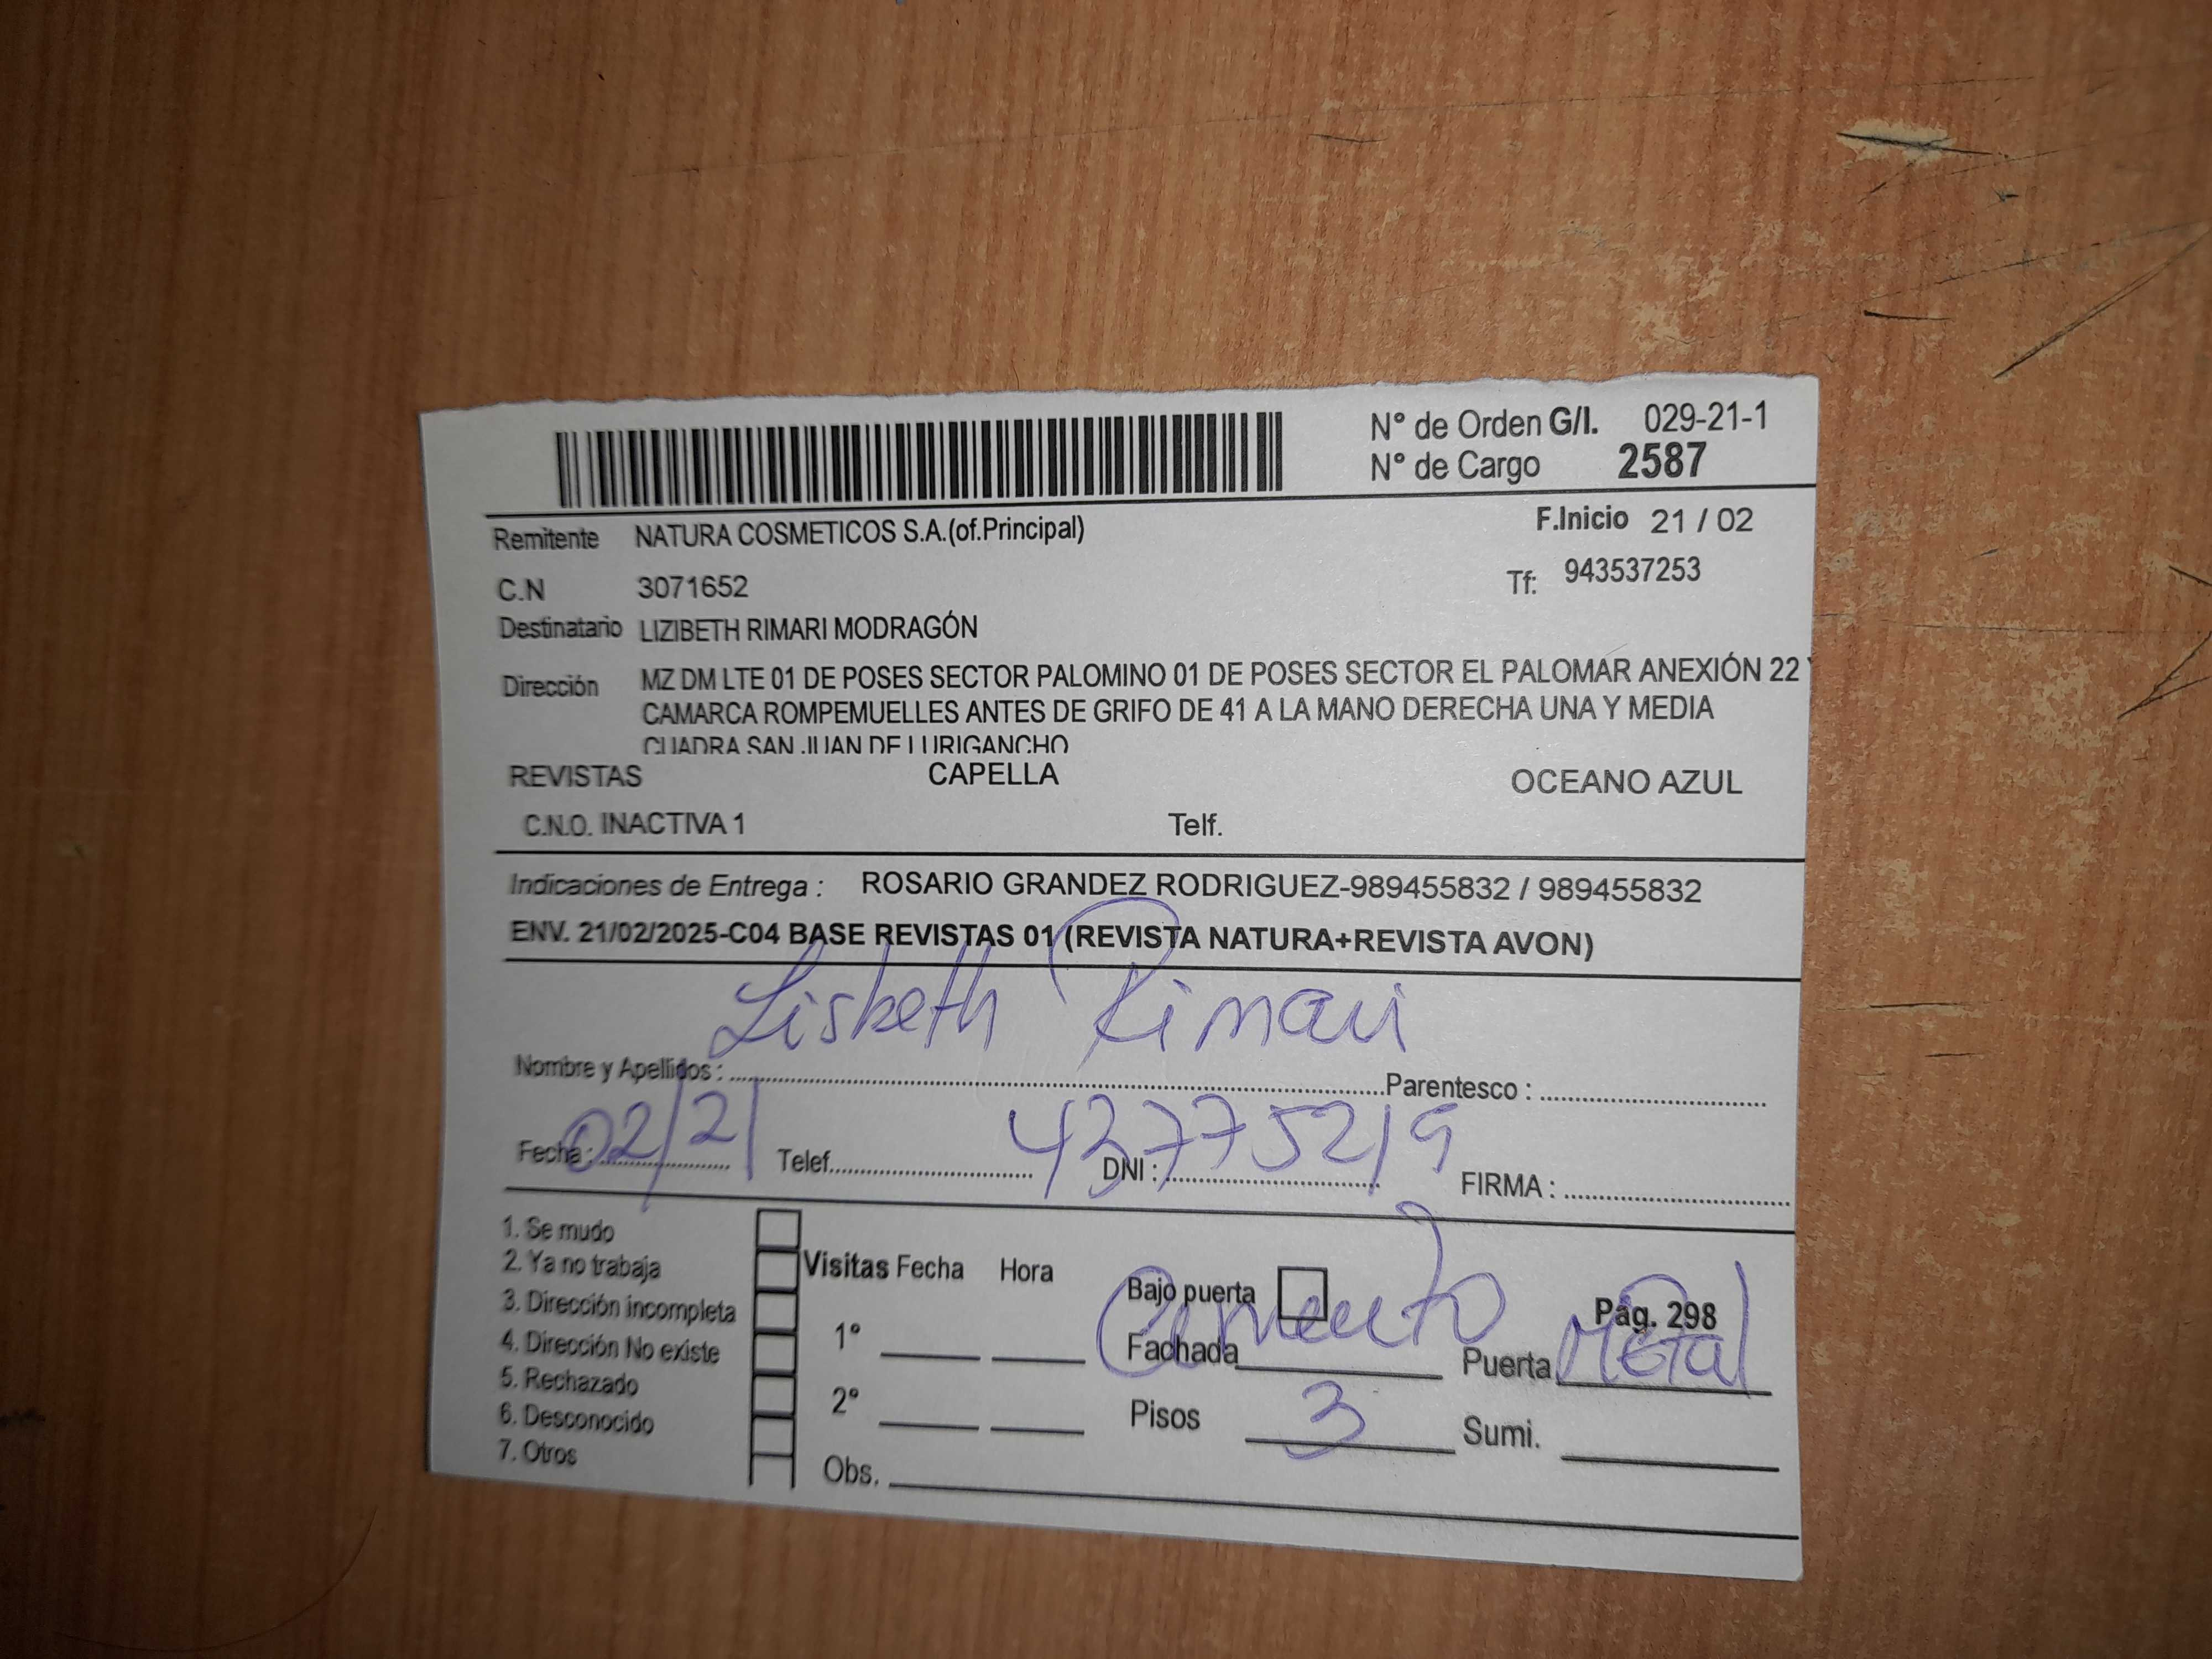 N° de Orden G/I. 029-21-1
N° de Cargo 2587
Remitente NATURA COSMETICOS S.A.(of.Principal) F.Inicio 21 / 02
C.N 3071652 Tf: 943537253
Destinatario LIZIBETH RIMARI MODRAGÓN
Dirección MZ DM LTE 01 DE POSES SECTOR PALOMINO 01 DE POSES SECTOR EL PALOMAR ANEXIÓN 22
CAMARCA ROMPEMUELLES ANTES DE GRIFO DE 41 A LA MANO DERECHA UNA Y MEDIA
CUADRA SAN JUAN DE LURIGANCHO
REVISTAS CAPELLA OCEANO AZUL
C.N.O. INACTIVA 1 Telf.
Indicaciones de Entrega : ROSARIO GRANDEZ RODRIGUEZ-989455832 / 989455832
ENV. 21/02/2025-C04 BASE REVISTAS 01 (REVISTA NATURA+REVISTA AVON)
Nombre y Apellidos : Lisbeth Rimari Parentesco :
Fecha : 02/21 Telef. DNI : 43775219 FIRMA :
1. Se mudo
2. Ya no trabaja Visitas Fecha Hora Bajo puerta
3. Dirección incompleta Pág. 298
4. Dirección No existe 1° Fachada Cemento Puerta Metal
5. Rechazado
6. Desconocido 2° Pisos 3 Sumi.
7. Otros Obs.